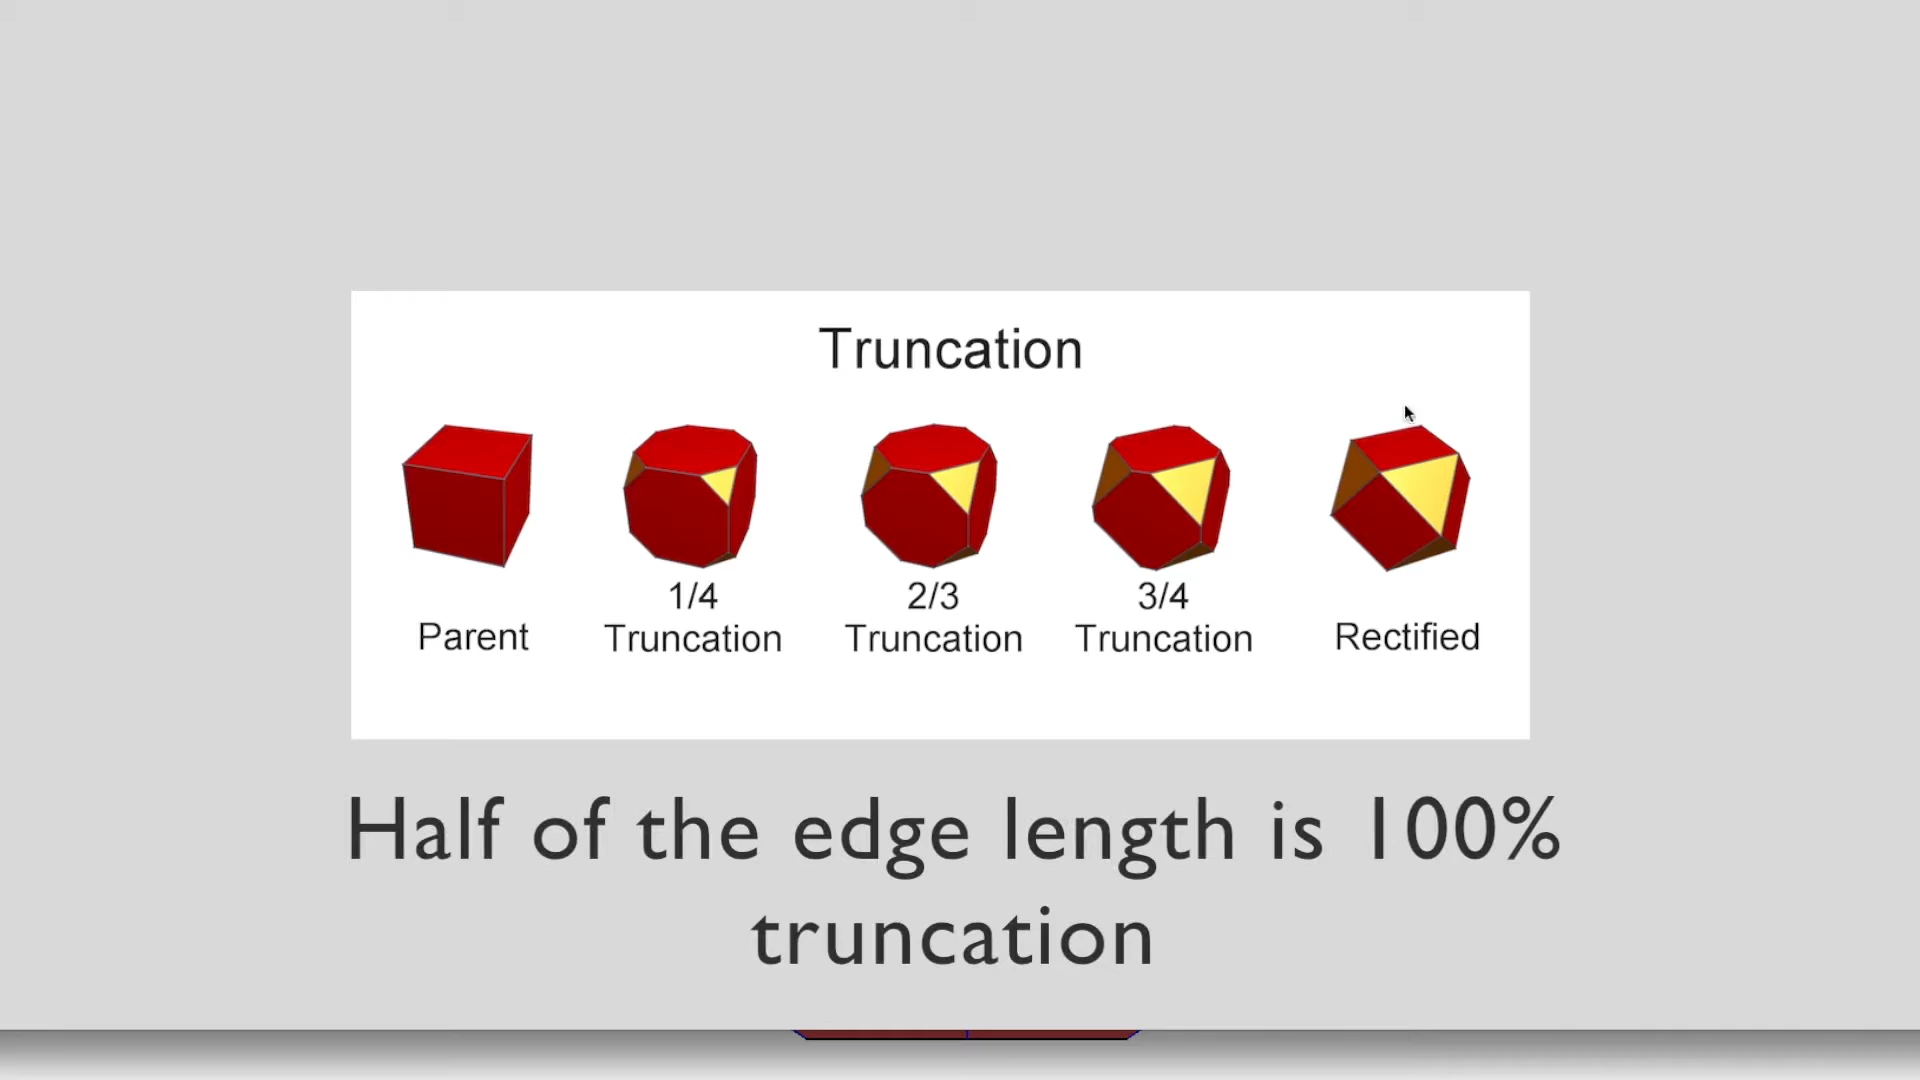 Truncation
Parent
1/4
Truncation
2/3
Truncation
3/4
Truncation
Rectified
Half of the edge length is 100%
truncation